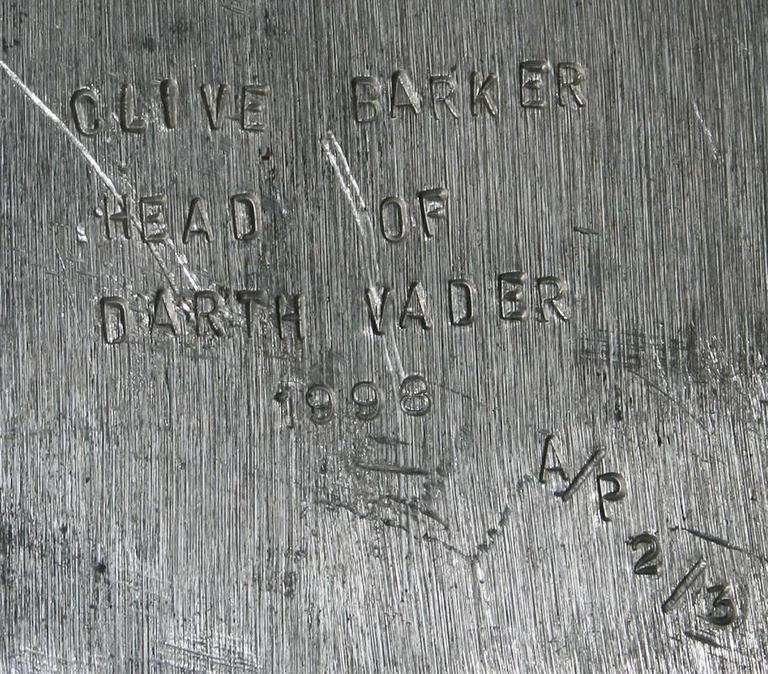 CLIVE BARKER
HEAD OF
DARTH VADER
1998
A/P
2/3